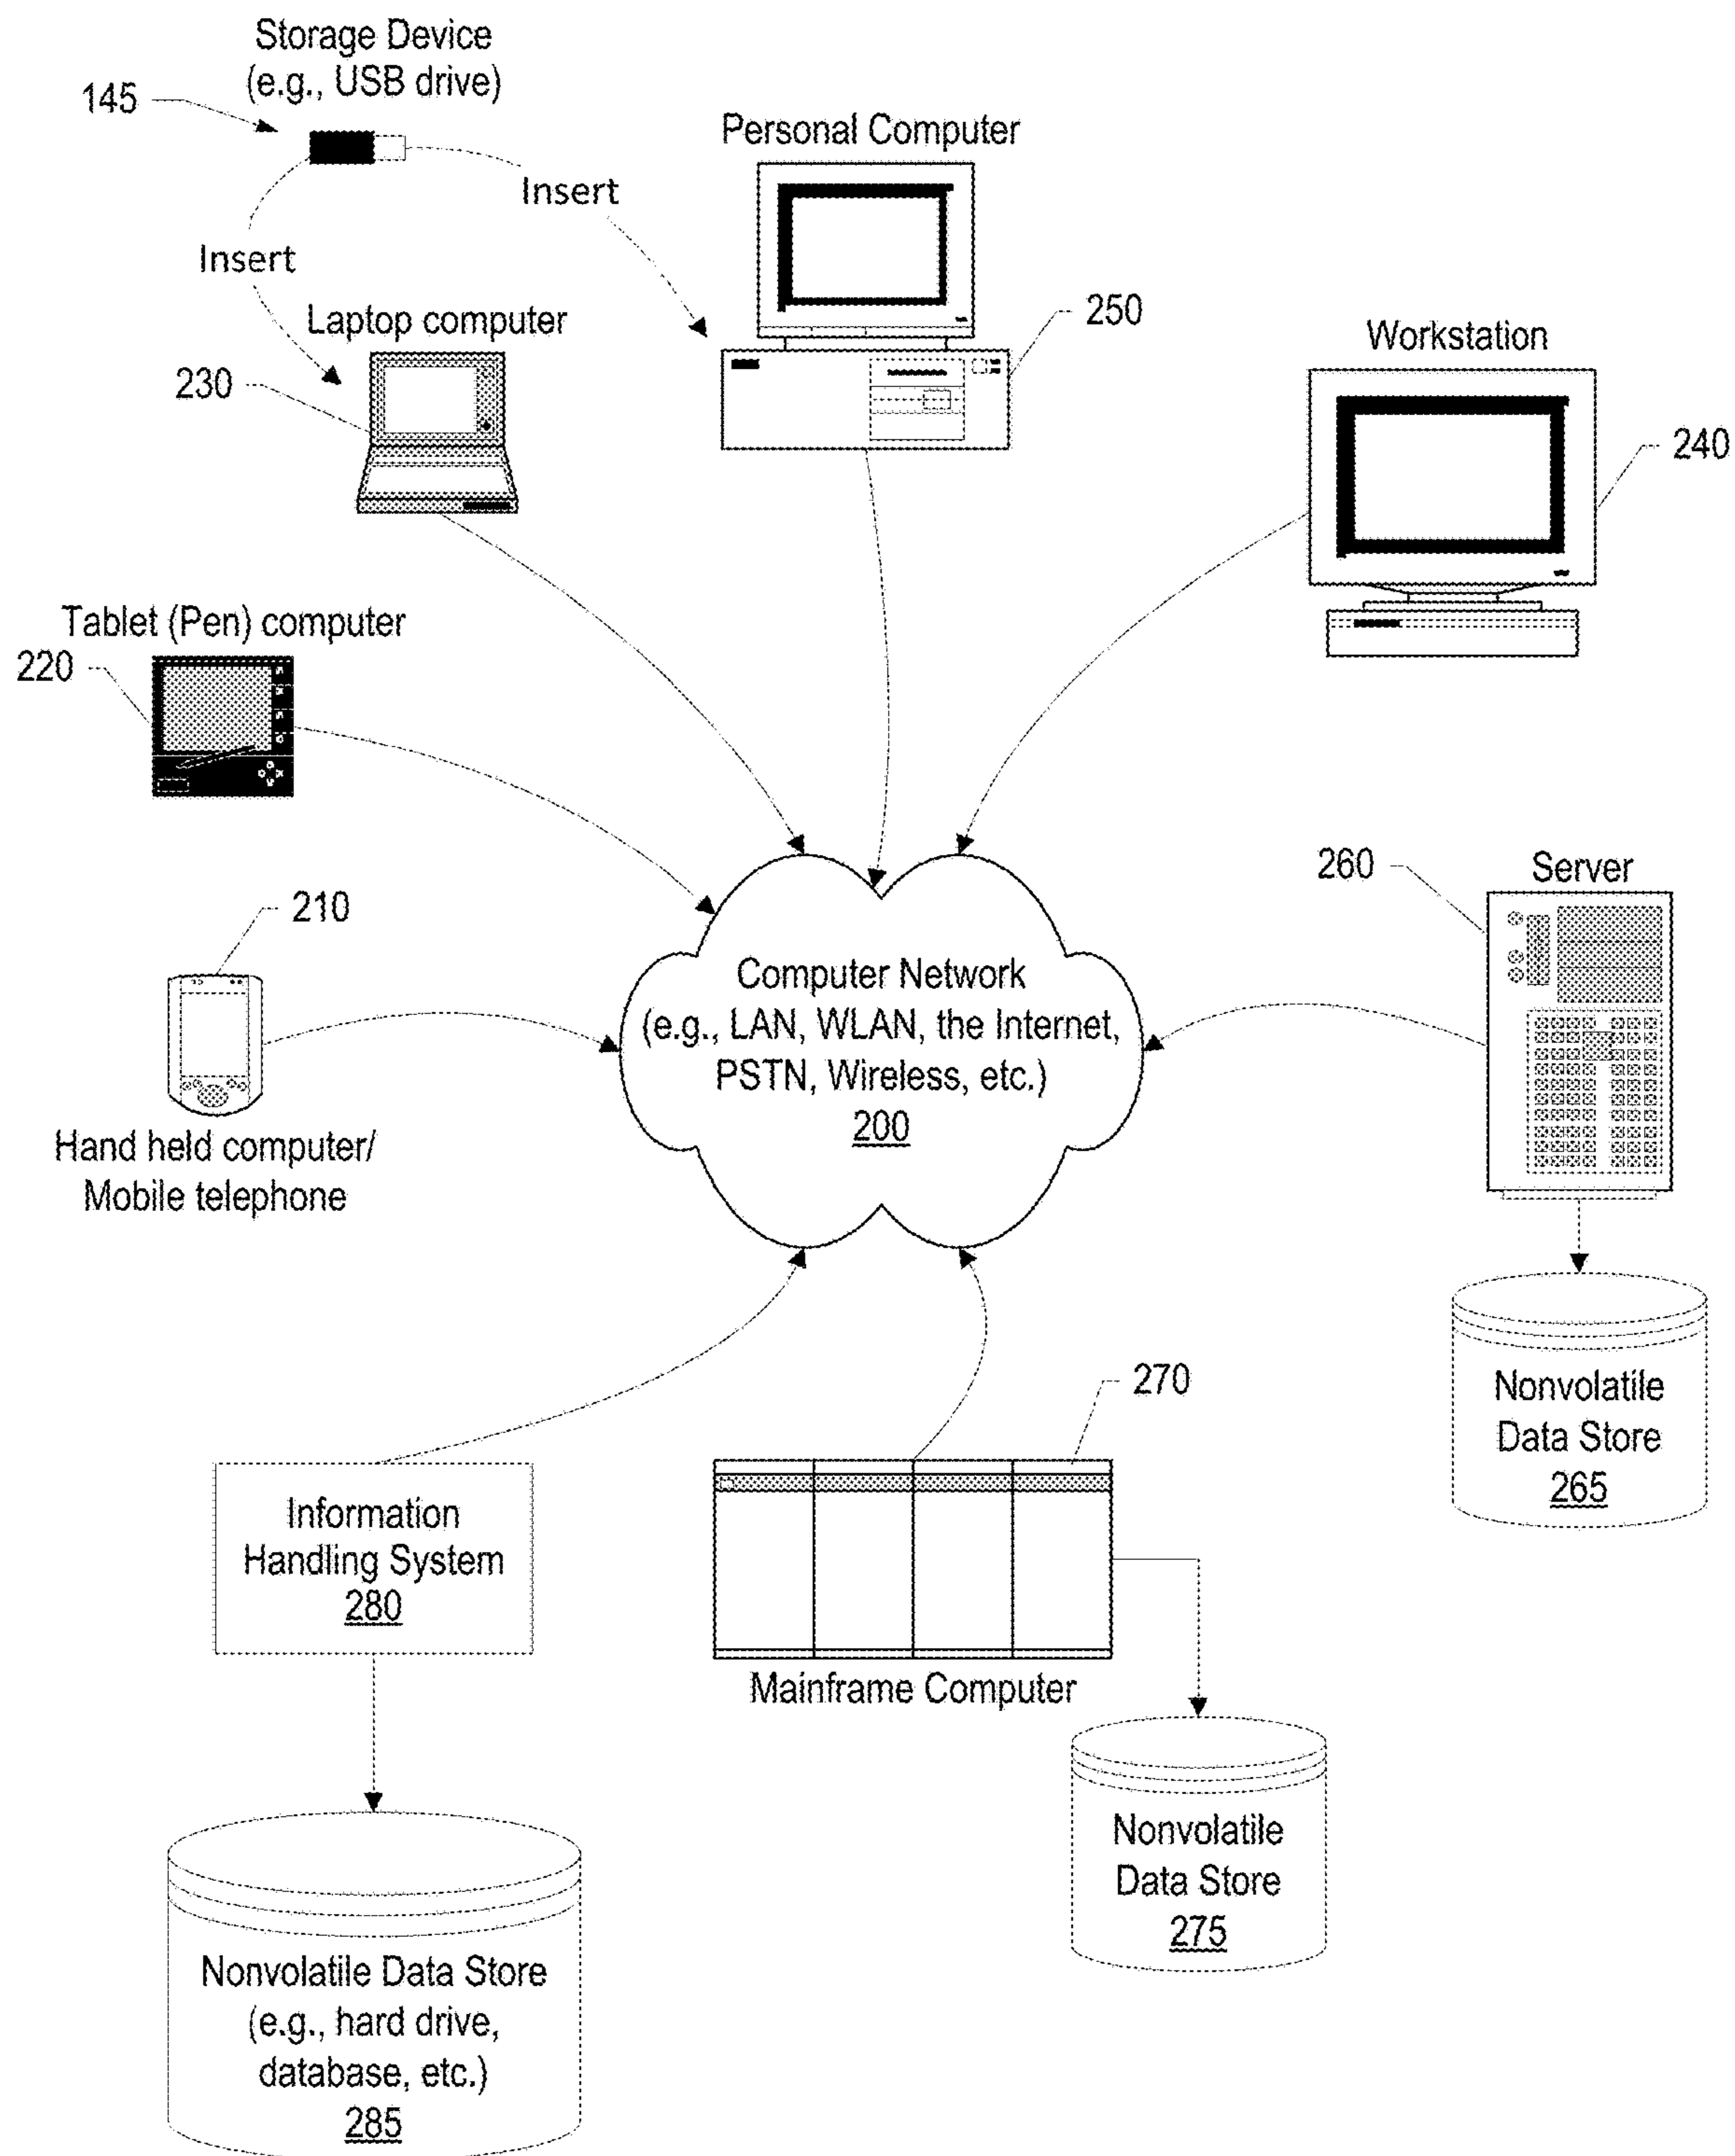 Storage Device
(e.g., USB drive)
145
Insert
Insert
Personal Computer
250
Laptop computer
230
Workstation
240
Tablet (Pen) computer
220
210
Hand held computer/
Mobile telephone
Computer Network
(e.g., LAN, WLAN, the Internet,
PSTN, Wireless, etc.)
200
260
Server
Nonvolatile
Data Store
265
270
Mainframe Computer
Nonvolatile
Data Store
275
Information
Handling System
280
Nonvolatile Data Store
(e.g., hard drive,
database, etc.)
285